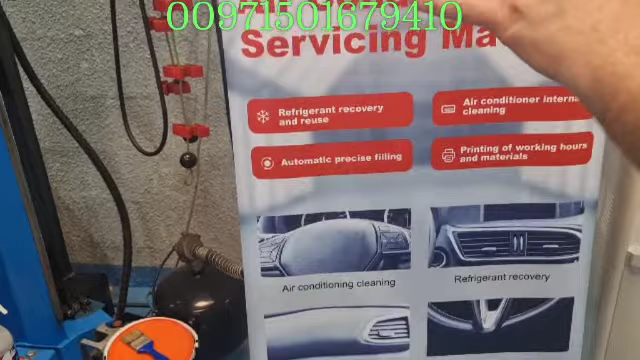 00971501679410
Servicing Ma
Refrigerant recovery
and reuse
Air conditioner interna
cleaning
Automatic precise filling
Printing of working hours
and materials
Air conditioning cleaning
Refrigerant recovery